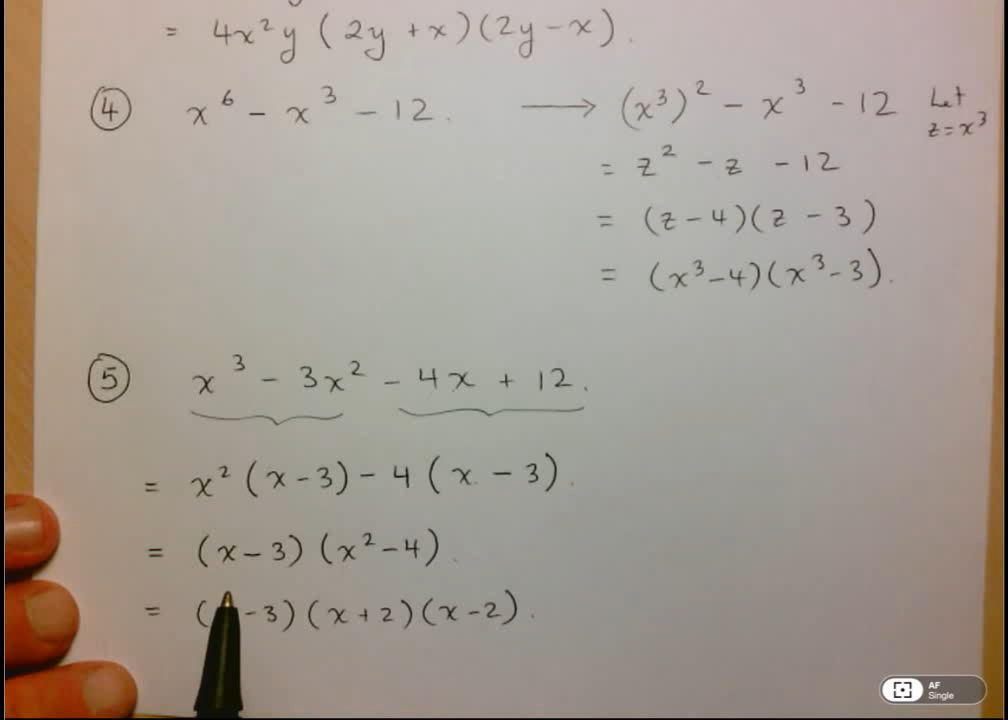 = 4x²y (2y + x)(2y - x).
④ x⁶ - x³ - 12. ⟶ (x³)² - x³ - 12 Let z = x³
= z² - z - 12
= (z - 4)(z - 3)
= (x³ - 4)(x³ - 3).
⑤ x³ - 3x² - 4x + 12.
= x² (x - 3) - 4 (x - 3).
= (x - 3) (x² - 4).
= ( - 3)(x + 2)(x - 2).
AF
Single